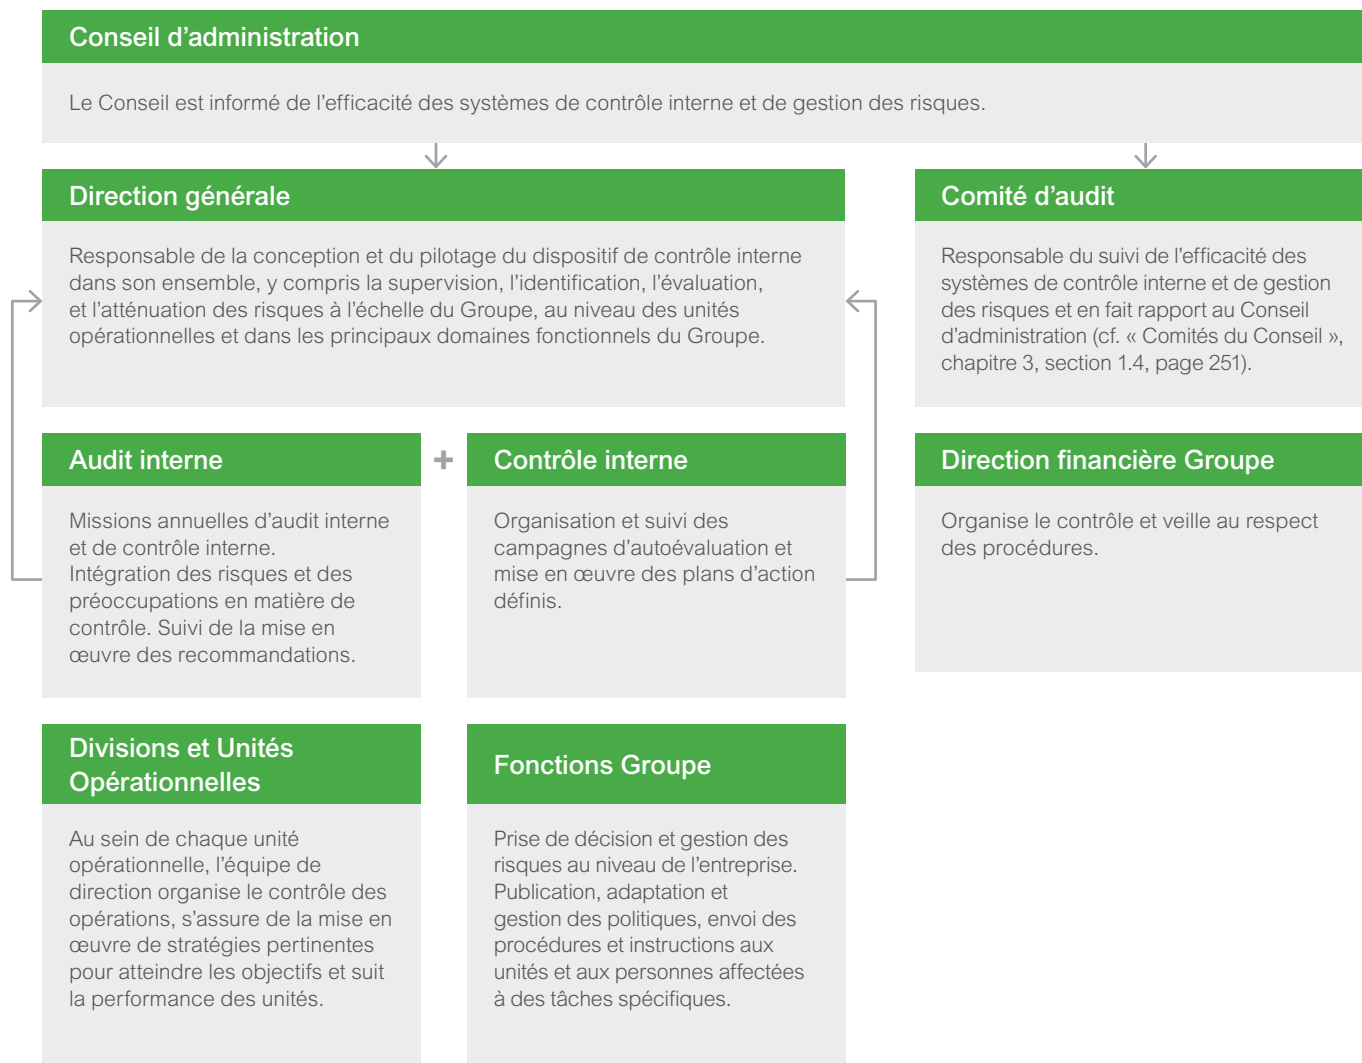 Conseil d’administration
Le Conseil est informé de l’efficacité des systèmes de contrôle interne et de gestion des risques.
Direction générale
Responsable de la conception et du pilotage du dispositif de contrôle interne
dans son ensemble, y compris la supervision, l’identification, l’évaluation,
et l’atténuation des risques à l’échelle du Groupe, au niveau des unités
opérationnelles et dans les principaux domaines fonctionnels du Groupe.
Comité d’audit
Responsable du suivi de l’efficacité des
systèmes de contrôle interne et de gestion
des risques et en fait rapport au Conseil
d’administration (cf. « Comités du Conseil »,
chapitre 3, section 1.4, page 251).
Audit interne
Missions annuelles d’audit interne
et de contrôle interne.
Intégration des risques et des
préoccupations en matière de
contrôle. Suivi de la mise en
œuvre des recommandations.
+
Contrôle interne
Organisation et suivi des
campagnes d’autoévaluation et
mise en œuvre des plans d’action
définis.
Direction financière Groupe
Organise le contrôle et veille au respect
des procédures.
Divisions et Unités
Opérationnelles
Au sein de chaque unité
opérationnelle, l’équipe de
direction organise le contrôle des
opérations, s’assure de la mise en
œuvre de stratégies pertinentes
pour atteindre les objectifs et suit
la performance des unités.
Fonctions Groupe
Prise de décision et gestion des
risques au niveau de l’entreprise.
Publication, adaptation et
gestion des politiques, envoi des
procédures et instructions aux
unités et aux personnes affectées
à des tâches spécifiques.